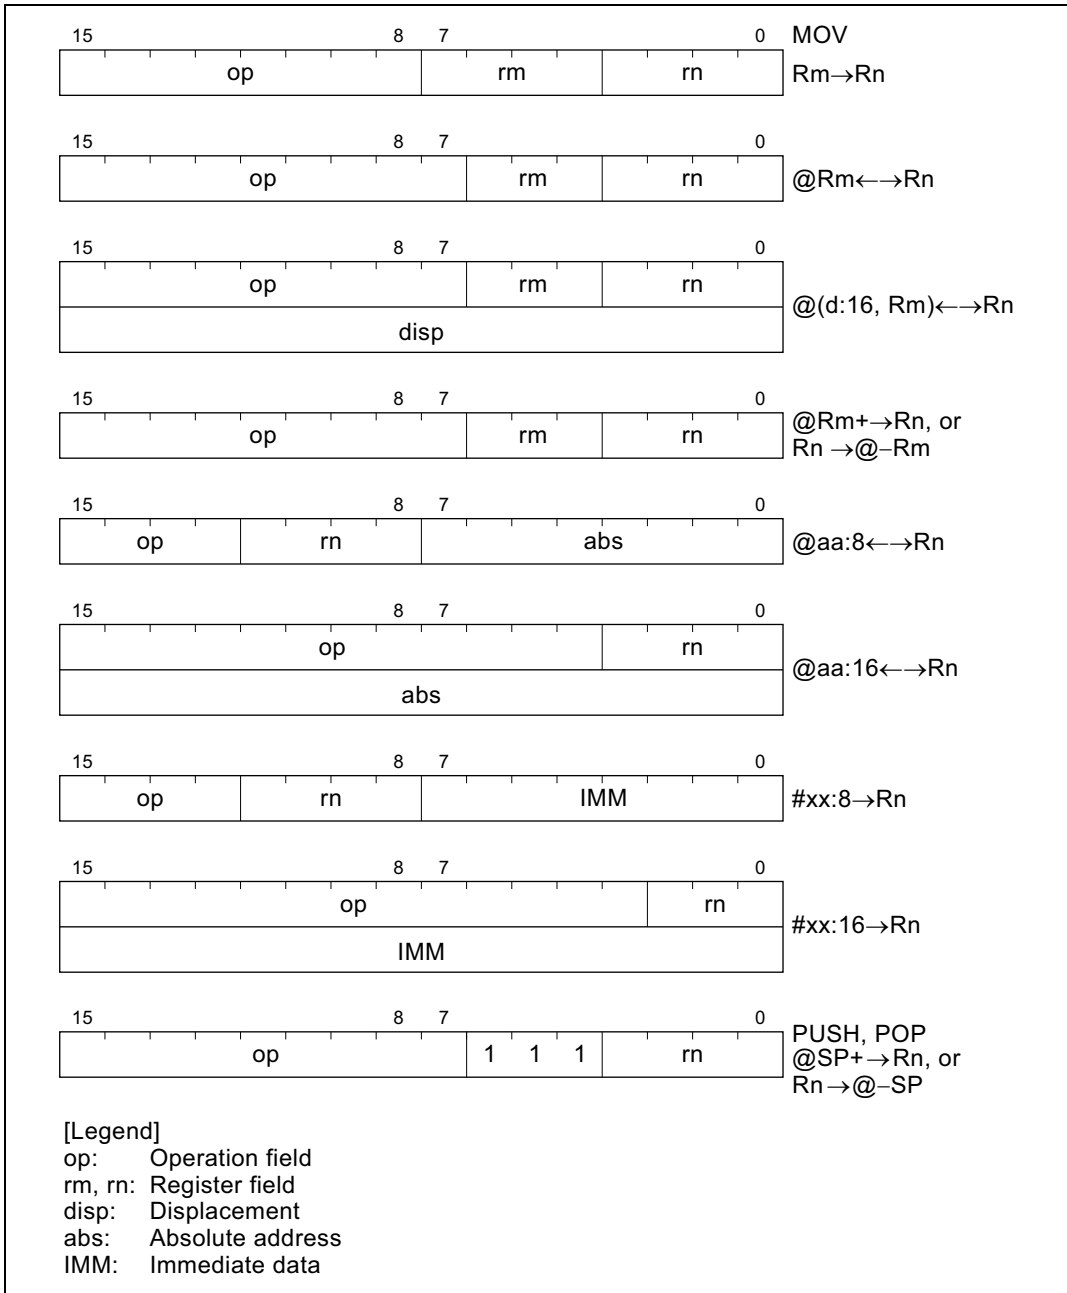 15 8 7 0 MOV
op rm rn Rm→Rn
15 8 7 0
op rm rn @Rm←→Rn
15 8 7 0
op rm rn
@(d:16, Rm)←→Rn
disp
15 8 7 0
@Rm+→Rn, or
op rm rn
Rn →@−Rm
15 8 7 0
op rn abs @aa:8←→Rn
15 8 7 0
op rn
@aa:16←→Rn
abs
15 8 7 0
op rn IMM #xx:8→Rn
15 8 7 0
op rn
#xx:16→Rn
IMM
15 8 7 0
PUSH, POP
op 1 1 1 rn @SP+→Rn, or
Rn→@−SP
[Legend]
op: Operation field
rm, rn: Register field
disp: Displacement
abs: Absolute address
IMM: Immediate data